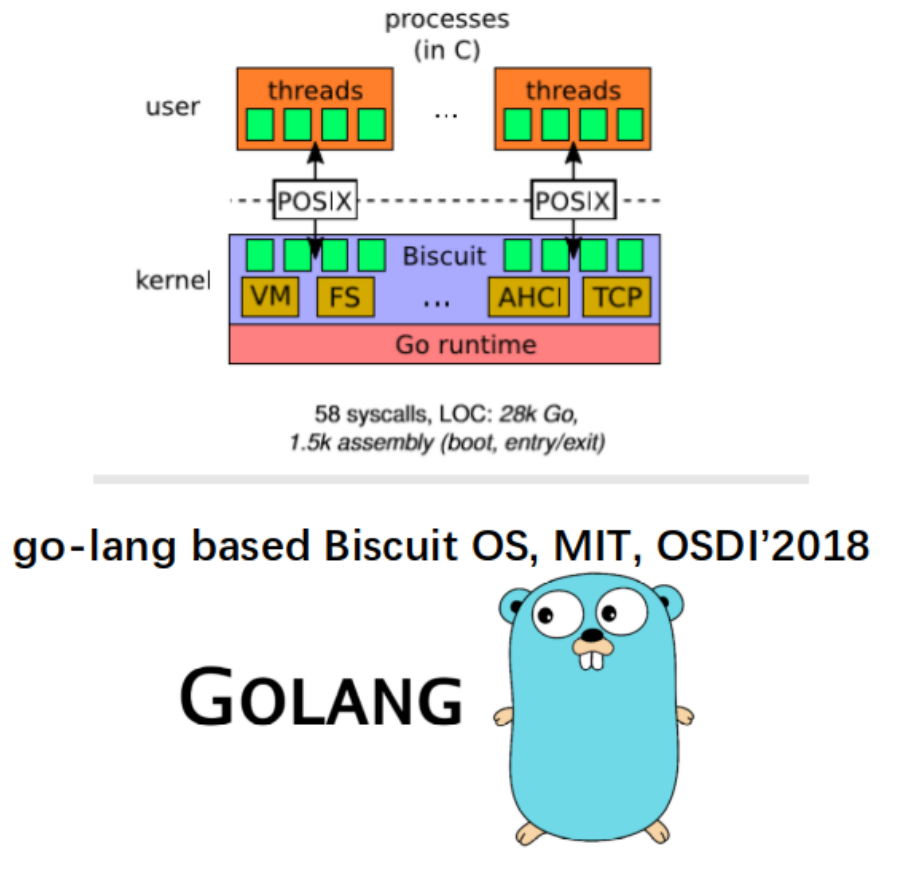 processes
(in C)
user
threads
...
threads
POSIX
POSIX
kernel
Biscuit
VM
FS
...
AHCI
TCP
Go runtime
58 syscalls, LOC: 28k Go,
1.5k assembly (boot, entry/exit)
go-lang based Biscuit OS, MIT, OSDI’2018
GOLANG